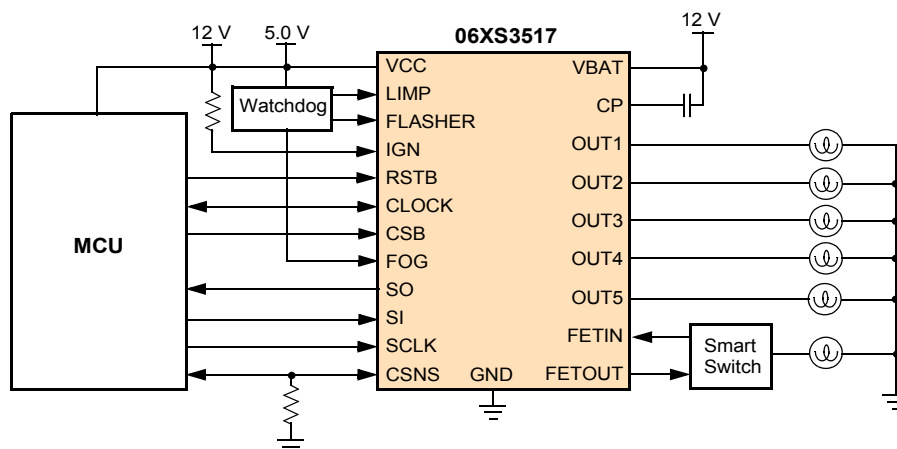 06XS3517
12 V
5.0 V
12 V
VCC
VBAT
LIMP
Watchdog
CP
FLASHER
IGN
OUT1
RSTB
OUT2
CLOCK
OUT3
CSB
MCU
FOG
OUT4
SO
OUT5
SI
FETIN
SCLK
Smart
Switch
CSNS
GND
FETOUT